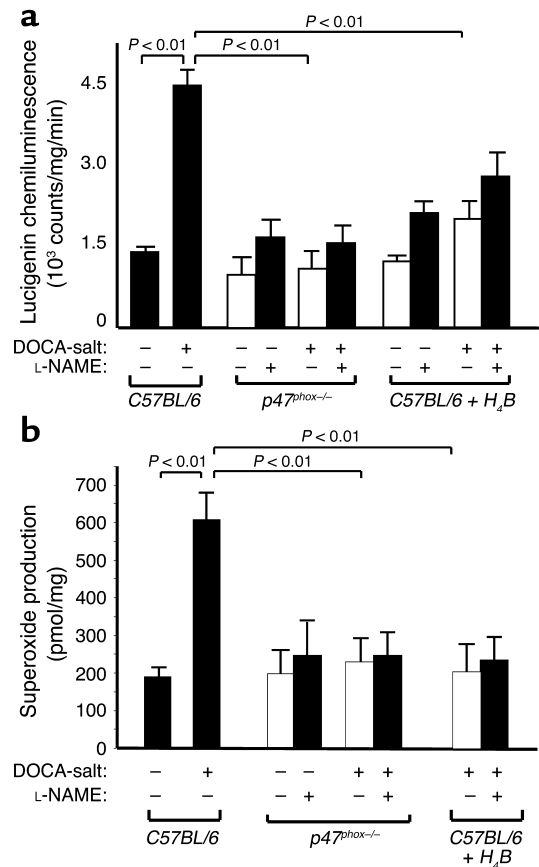 a
P < 0.01
P < 0.01
P < 0.01
Lucigenin chemiluminescence
(10³ counts/mg/min)
4.5
3.0
1.5
0
DOCA-salt: – + – – + + – – + +
L-NAME: – – – + – + – + – +
C57BL/6 p47phox–/– C57BL/6 + H₄B
b
P < 0.01
P < 0.01
P < 0.01
Superoxide production
(pmol/mg)
700
600
500
400
300
200
100
0
DOCA-salt: – + – – + + + +
L-NAME: – – – + – + – +
C57BL/6 p47phox–/– C57BL/6
+ H₄B